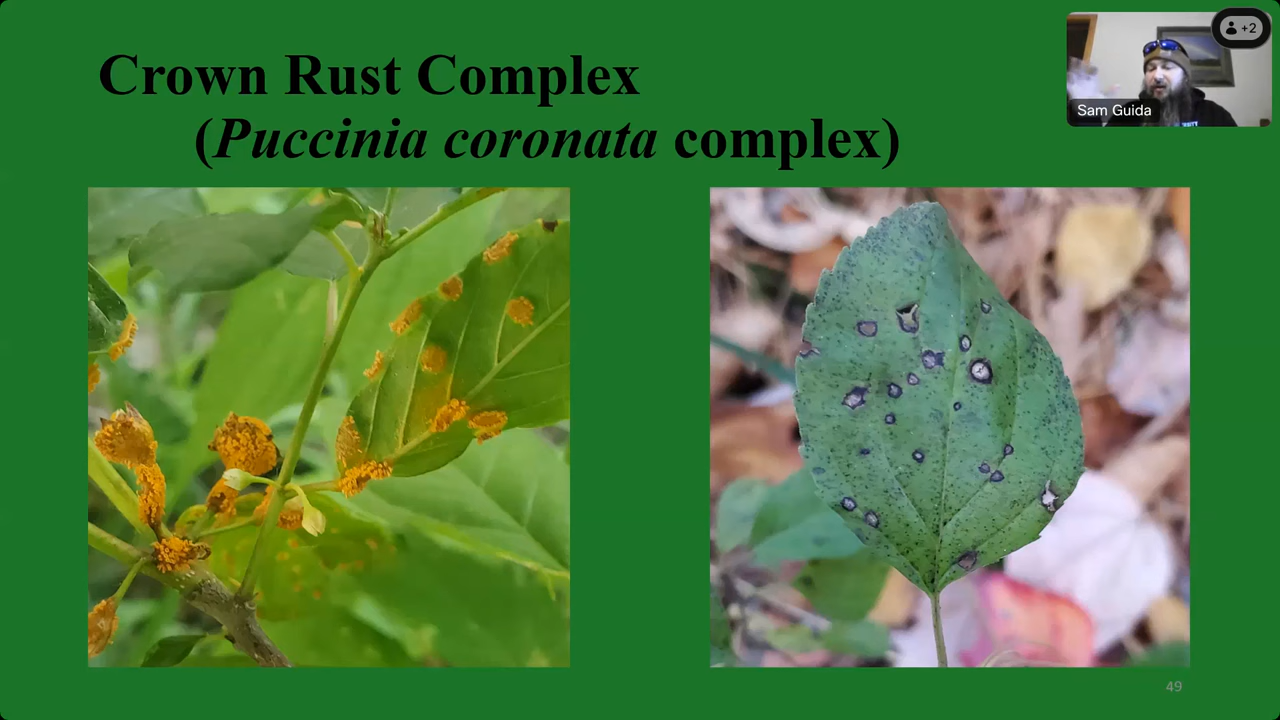 Crown Rust Complex
(Puccinia coronata complex)
+2
Sam Guida
49